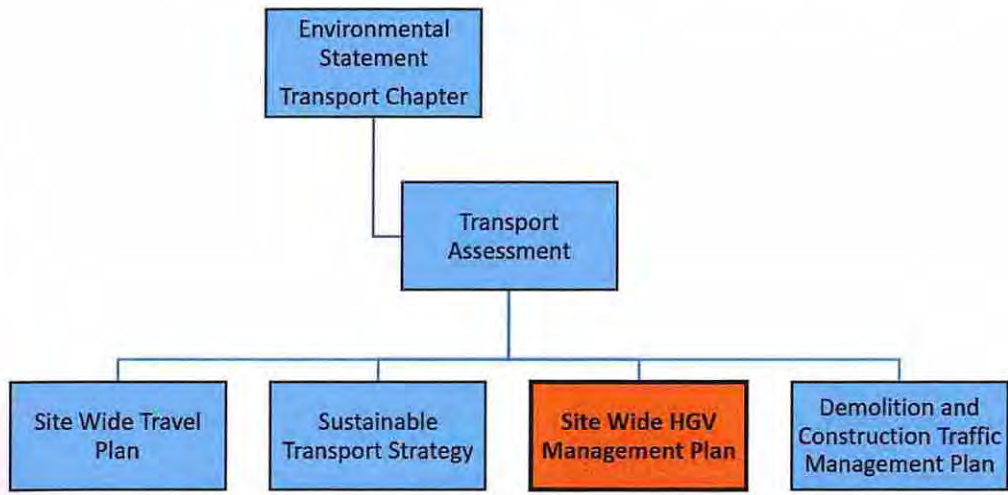 Environmental
Statement
Transport Chapter
Transport
Assessment
Site Wide Travel
Plan
Sustainable
Transport Strategy
Site Wide HGV
Management Plan
Demolition and
Construction Traffic
Management Plan